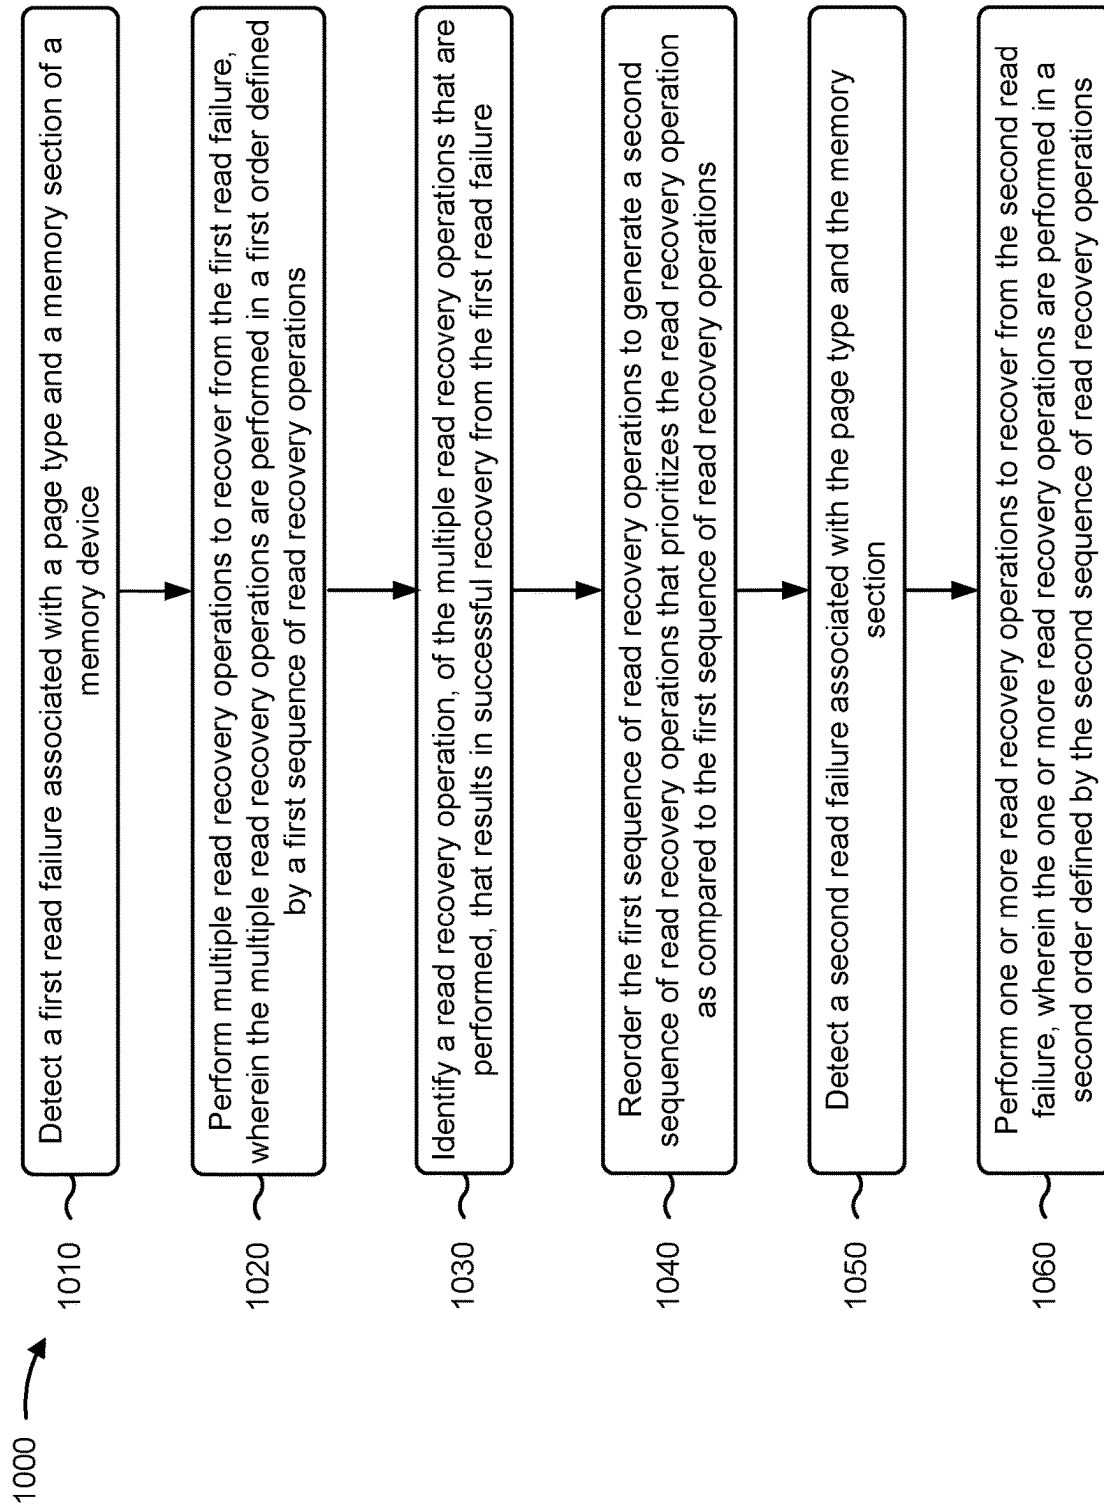 1000
1010
Detect a first read failure associated with a page type and a memory section of a
memory device
1020
Perform multiple read recovery operations to recover from the first read failure,
wherein the multiple read recovery operations are performed in a first order defined
by a first sequence of read recovery operations
1030
Identify a read recovery operation, of the multiple read recovery operations that are
performed, that results in successful recovery from the first read failure
1040
Reorder the first sequence of read recovery operations to generate a second
sequence of read recovery operations that prioritizes the read recovery operation
as compared to the first sequence of read recovery operations
1050
Detect a second read failure associated with the page type and the memory
section
1060
Perform one or more read recovery operations to recover from the second read
failure, wherein the one or more read recovery operations are performed in a
second order defined by the second sequence of read recovery operations